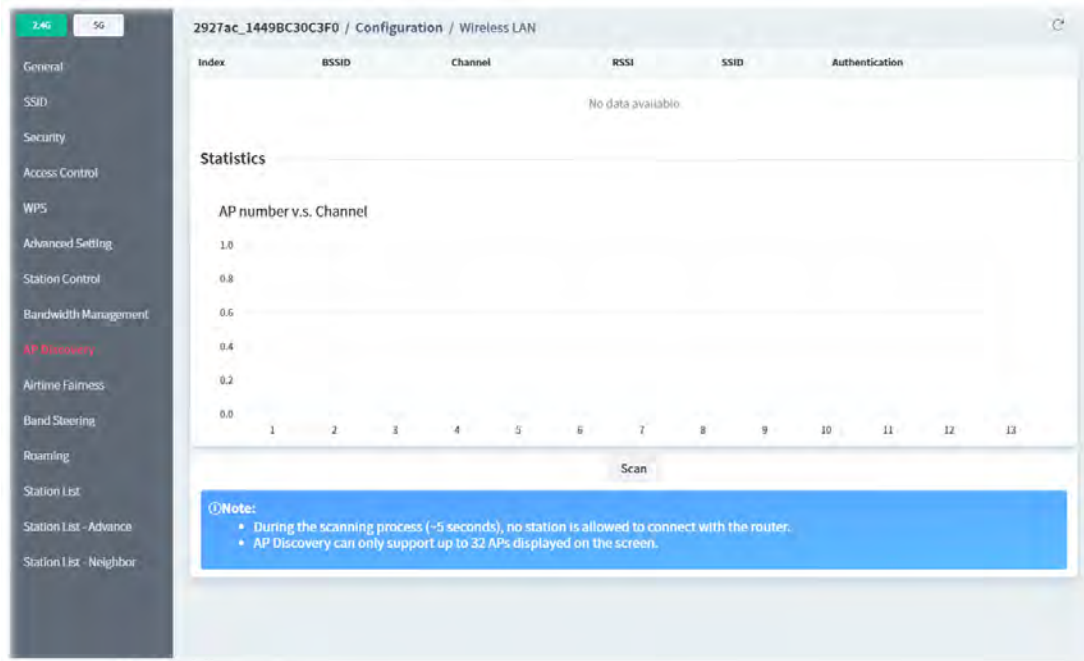 2.4G 5G
2927ac_1449BC30C3F0 / Configuration / Wireless LAN
General
SSID
Security
Access Control
WPS
Advanced Setting
Station Control
Bandwidth Management
AP Discovery
Airtime Fairness
Band Steering
Roaming
Station List
Station List - Advance
Station List - Neighbor
Index BSSID Channel RSSI SSID Authentication
No data available
Statistics
AP number v.s. Channel
1.0
0.8
0.6
0.4
0.2
0.0
1 2 3 4 5 6 7 8 9 10 11 12 13
Scan
Note:
• During the scanning process (~5 seconds), no station is allowed to connect with the router.
• AP Discovery can only support up to 32 APs displayed on the screen.